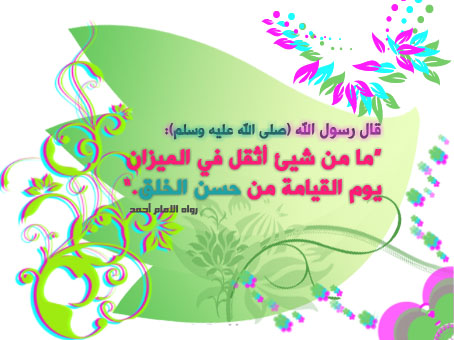 قال رسول الله (صلى الله عليه وسلم):
"ما من شيئ أثقل في الميزان
يوم القيامة من حسن الخلق."
رواه الامام أحمد